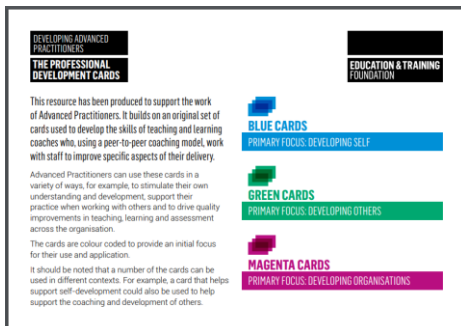 DEVELOPING ADVANCED
PRACTITIONERS
THE PROFESSIONAL
DEVELOPMENT CARDS
EDUCATION & TRAINING
FOUNDATION
This resource has been produced to support the work
of Advanced Practitioners. It builds on an original set of
cards used to develop the skills of teaching and learning
coaches who, using a peer-to-peer coaching model, work
with staff to improve specific aspects of their delivery.
Advanced Practitioners can use these cards in a
variety of ways, for example, to stimulate their own
understanding and development, support their
practice when working with others and to drive quality
improvements in teaching, learning and assessment
across the organisation.
The cards are colour coded to provide an initial focus
for their use and application.
It should be noted that a number of the cards can be
used in different contexts. For example, a card that helps
support self-development could also be used to help
support the coaching and development of others.
BLUE CARDS
PRIMARY FOCUS: DEVELOPING SELF
GREEN CARDS
PRIMARY FOCUS: DEVELOPING OTHERS
MAGENTA CARDS
PRIMARY FOCUS: DEVELOPING ORGANISATIONS